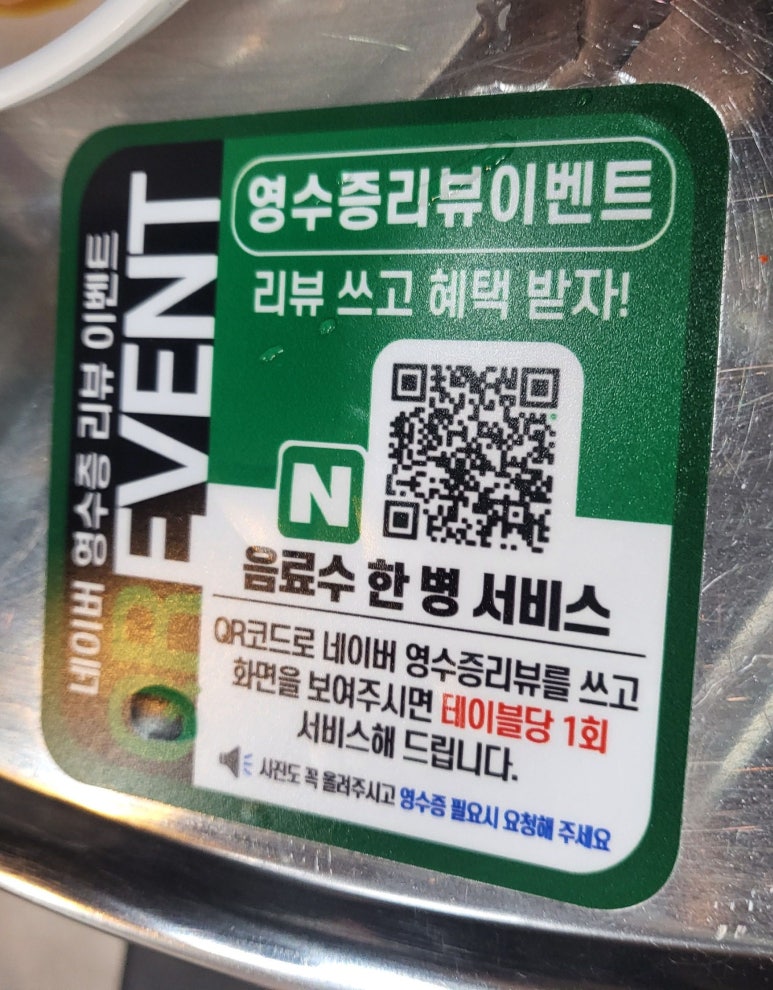 네이버 영수증 리뷰 이벤트
QR EVENT
영수증리뷰이벤트
리뷰 쓰고 혜택 받자!
N
음료수 한 병 서비스
QR코드로 네이버 영수증리뷰를 쓰고
화면을 보여주시면 테이블당 1회
서비스해 드립니다.
사진도 꼭 올려주시고 영수증 필요시 요청해 주세요